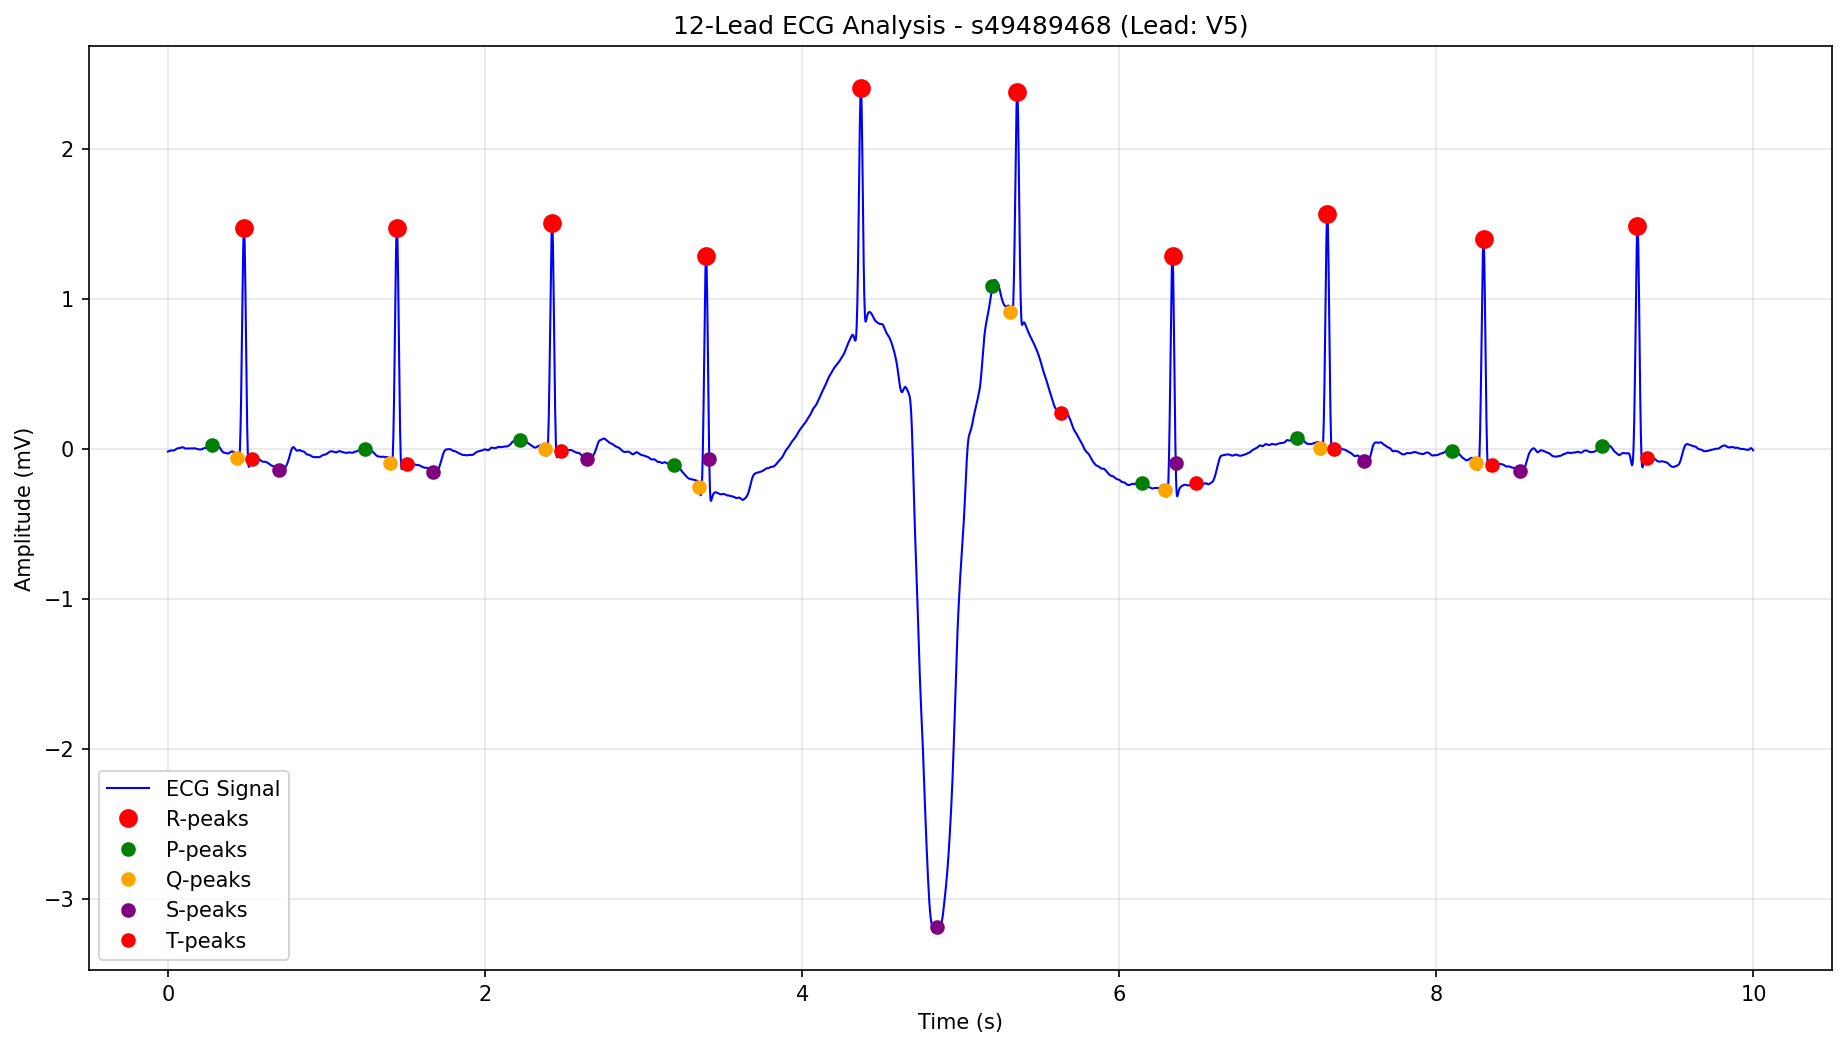 12-Lead ECG Analysis - s49489468 (Lead: V5)
Amplitude (mV)
2
1
0
−1
−2
−3
ECG Signal
R-peaks
P-peaks
Q-peaks
S-peaks
T-peaks
0 2 4 6 8 10
Time (s)